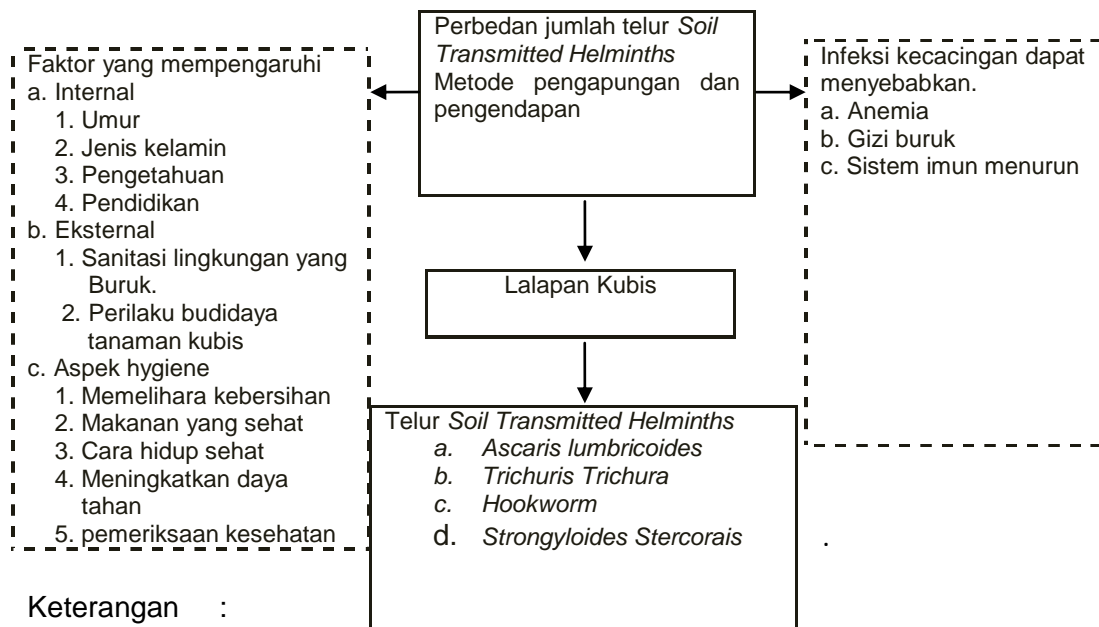 Perbedan jumlah telur Soil
Transmitted Helminths
Metode pengapungan dan
pengendapan
Faktor yang mempengaruhi
a. Internal
1. Umur
2. Jenis kelamin
3. Pengetahuan
4. Pendidikan
b. Eksternal
1. Sanitasi lingkungan yang
Buruk.
2. Perilaku budidaya
tanaman kubis
c. Aspek hygiene
1. Memelihara kebersihan
2. Makanan yang sehat
3. Cara hidup sehat
4. Meningkatkan daya
tahan
5. pemeriksaan kesehatan
Infeksi kecacingan dapat
menyebabkan.
a. Anemia
b. Gizi buruk
c. Sistem imun menurun
Lalapan Kubis
Telur Soil Transmitted Helminths
a. Ascaris lumbricoides
b. Trichuris Trichura
c. Hookworm
d. Strongyloides Stercorais
.
Keterangan :